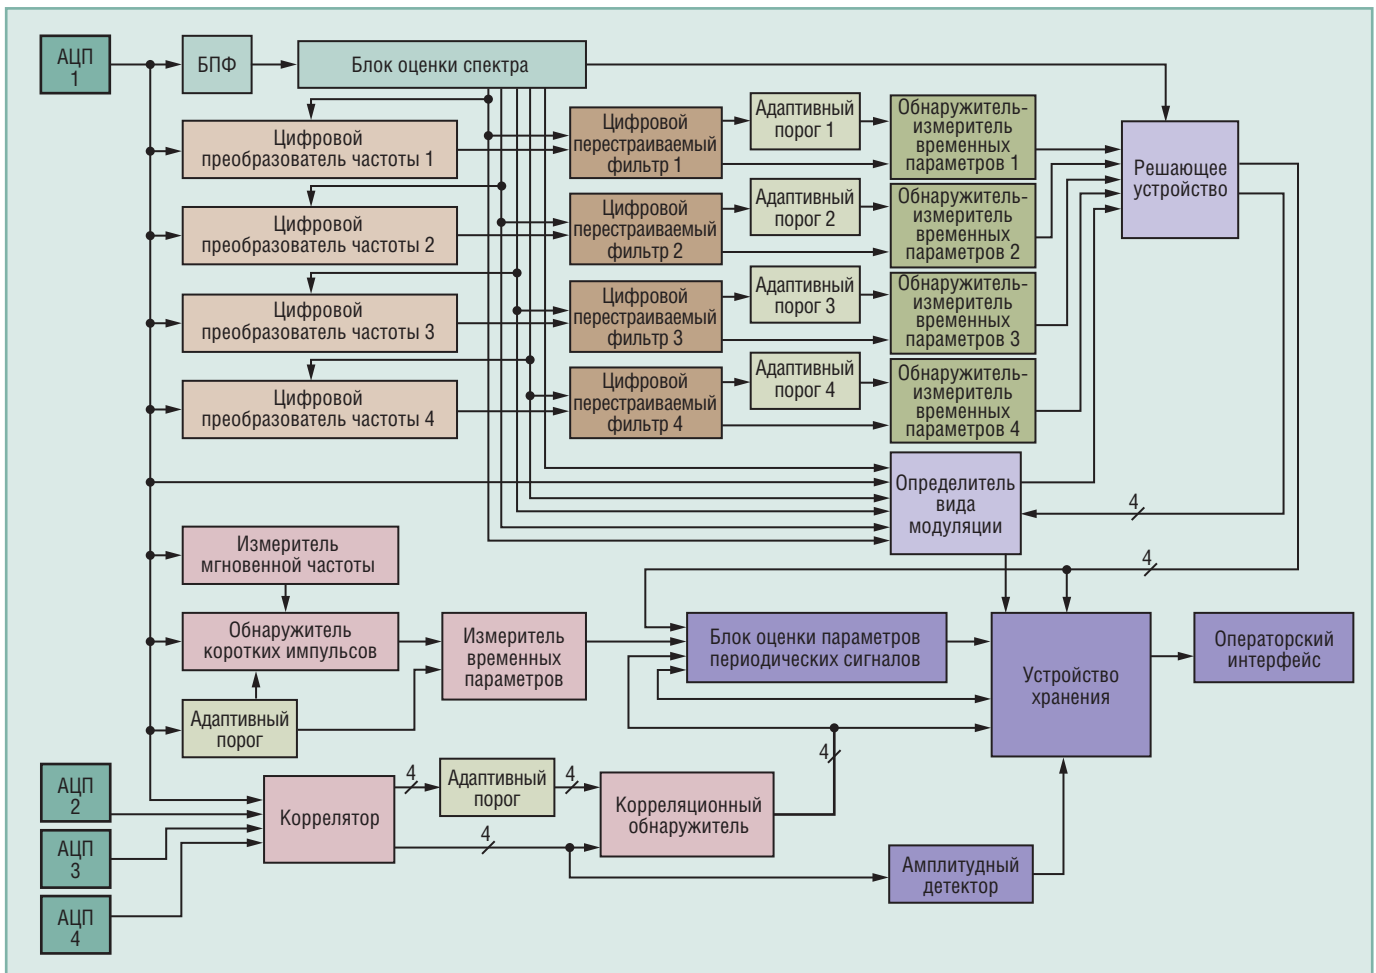 АЦП
1
БПФ
Блок оценки спектра
Цифровой
преобразователь частоты 1
Цифровой
перестраиваемый
фильтр 1
Адаптивный
порог 1
Обнаружитель-
измеритель
временных
параметров 1
Решающее
устройство
Цифровой
преобразователь частоты 2
Цифровой
перестраиваемый
фильтр 2
Адаптивный
порог 2
Обнаружитель-
измеритель
временных
параметров 2
Цифровой
преобразователь частоты 3
Цифровой
перестраиваемый
фильтр 3
Адаптивный
порог 3
Обнаружитель-
измеритель
временных
параметров 3
Цифровой
преобразователь частоты 4
Цифровой
перестраиваемый
фильтр 4
Адаптивный
порог 4
Обнаружитель-
измеритель
временных
параметров 4
Определитель
вида
модуляции
4
4
Измеритель
мгновенной частоты
Обнаружитель
коротких импульсов
Адаптивный
порог
Измеритель
временных
параметров
Блок оценки параметров
периодических сигналов
Устройство
хранения
Операторский
интерфейс
АЦП
2
АЦП
3
АЦП
4
Коррелятор
4
Адаптивный
порог
4
4
Корреляционный
обнаружитель
4
Амплитудный
детектор